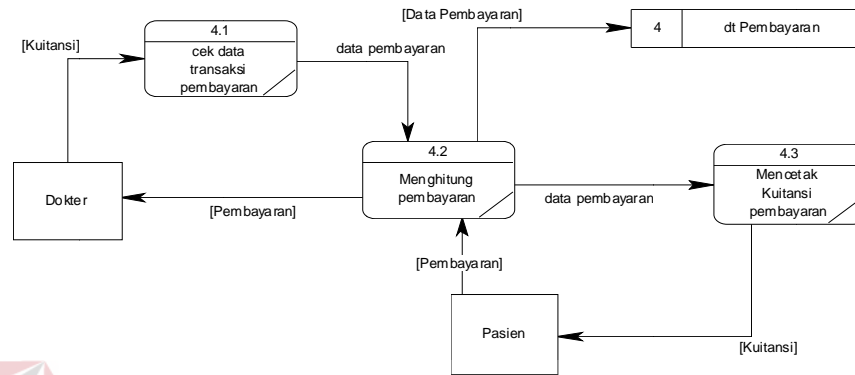 [Data Pembayaran]
4
dt Pembayaran
4.1
cek data
transaksi
pembayaran
[Kuitansi]
data pembayaran
4.2
Menghitung
pembayaran
4.3
Mencetak
Kuitansi
pembayaran
Dokter
[Pembayaran]
data pembayaran
[Pembayaran]
Pasien
[Kuitansi]